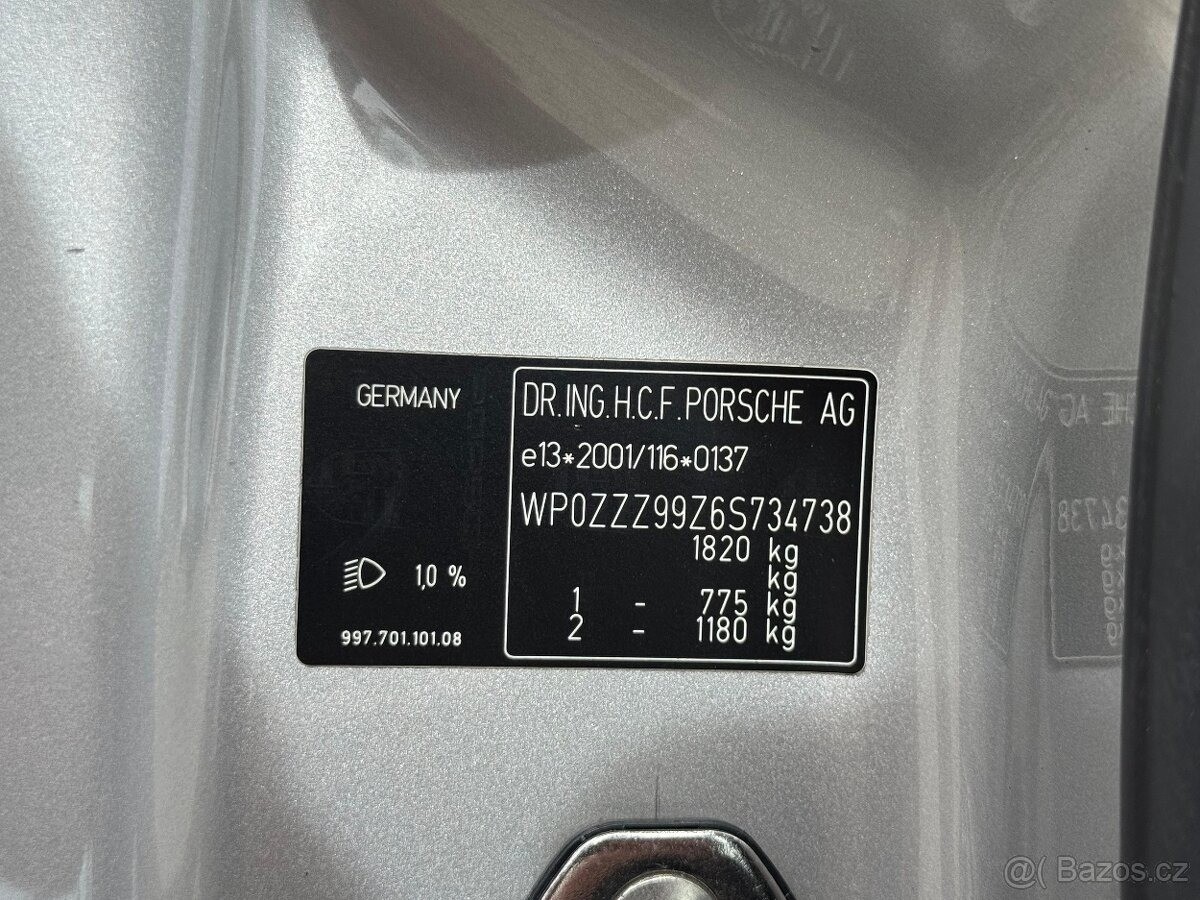 GERMANY
1,0 %
997.701.101.08
DR.ING.H.C.F.PORSCHE AG
e13*2001/116*0137
WP0ZZZ99Z6S734738
1820 kg
kg
1 - 775 kg
2 - 1180 kg
Bazos.cz